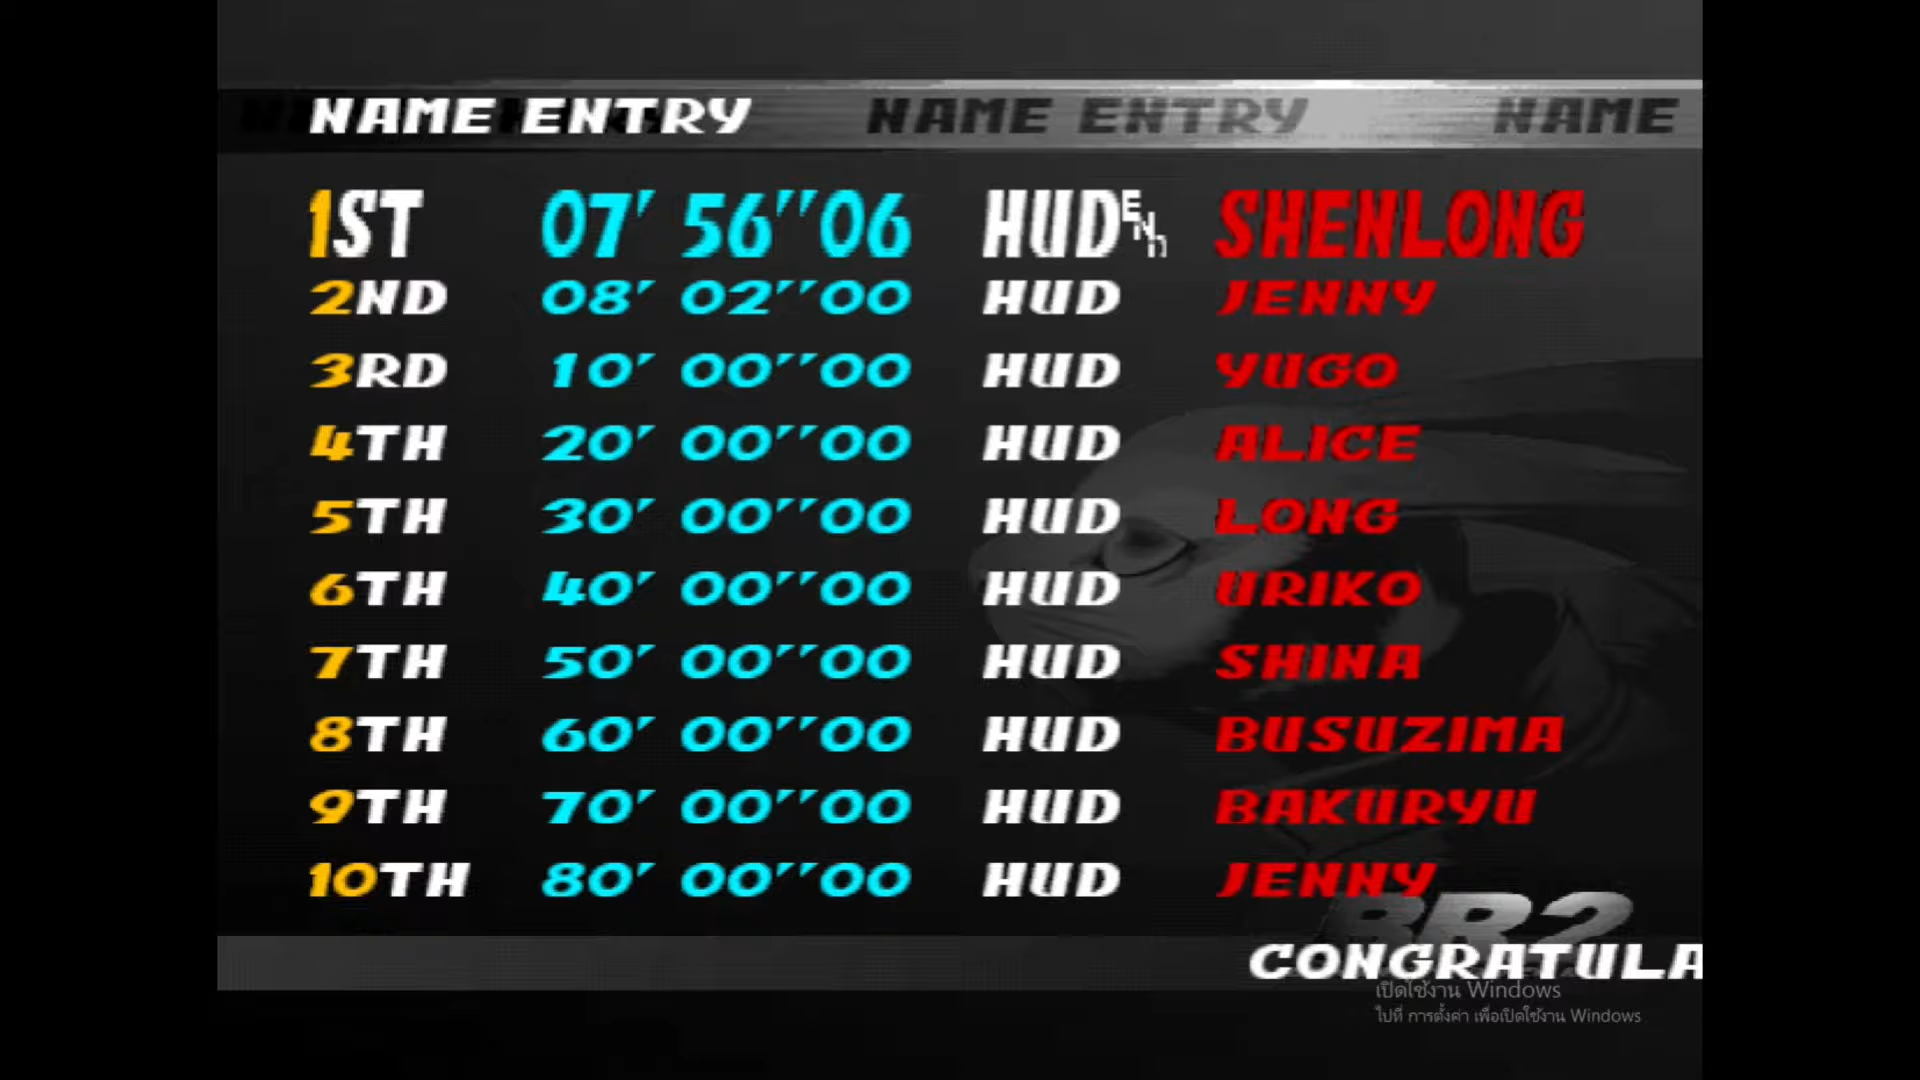 NAME ENTRY NAME ENTRY NAME
1ST 07' 56"06 HUD END SHENLONG
2ND 08' 02"00 HUD JENNY
3RD 10' 00"00 HUD YUGO
4TH 20' 00"00 HUD ALICE
5TH 30' 00"00 HUD LONG
6TH 40' 00"00 HUD URIKO
7TH 50' 00"00 HUD SHINA
8TH 60' 00"00 HUD BUSUZIMA
9TH 70' 00"00 HUD BAKURYU
10TH 80' 00"00 HUD JENNY
BR2
CONGRATULA
เปิดใช้งาน Windows
ไปที่ การตั้งค่า เพื่อเปิดใช้งาน Windows